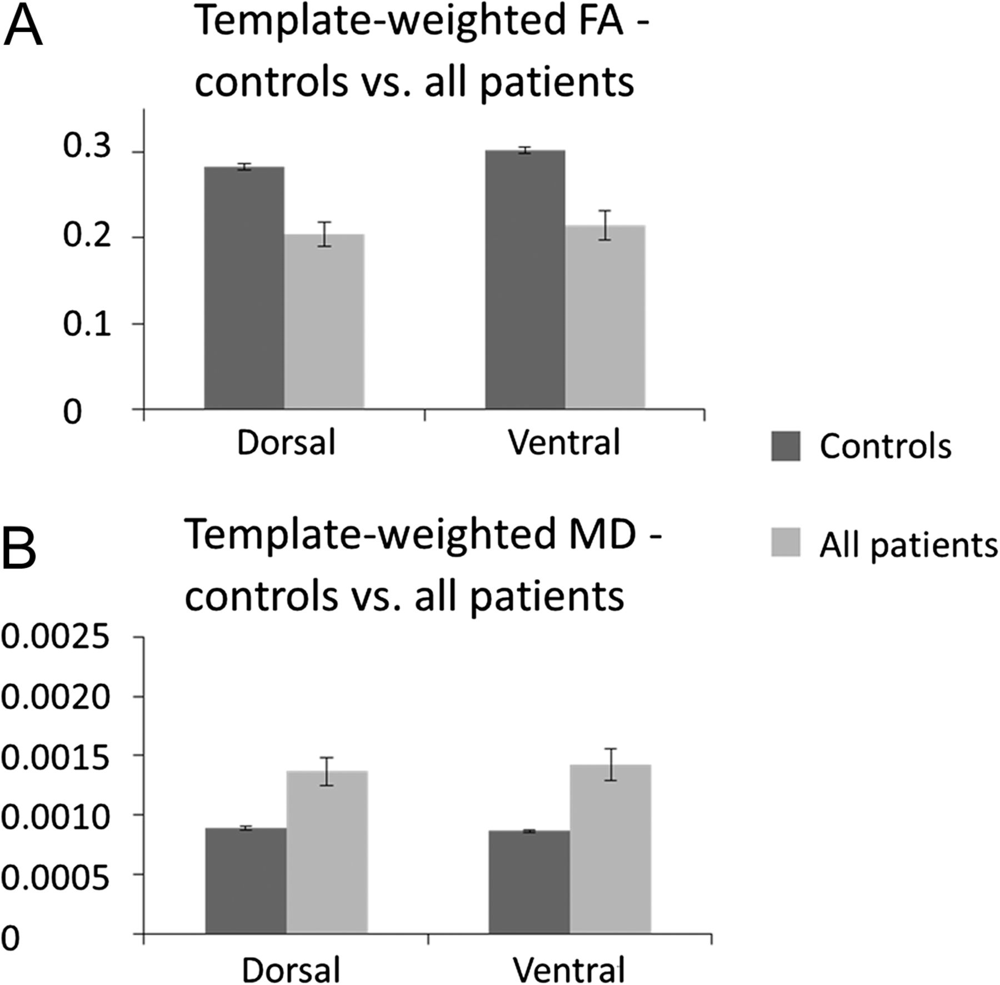 A
Template-weighted FA -
controls vs. all patients
0.3
0.2
0.1
0
Dorsal
Ventral
Controls
All patients
B
Template-weighted MD -
controls vs. all patients
0.0025
0.0020
0.0015
0.0010
0.0005
0
Dorsal
Ventral